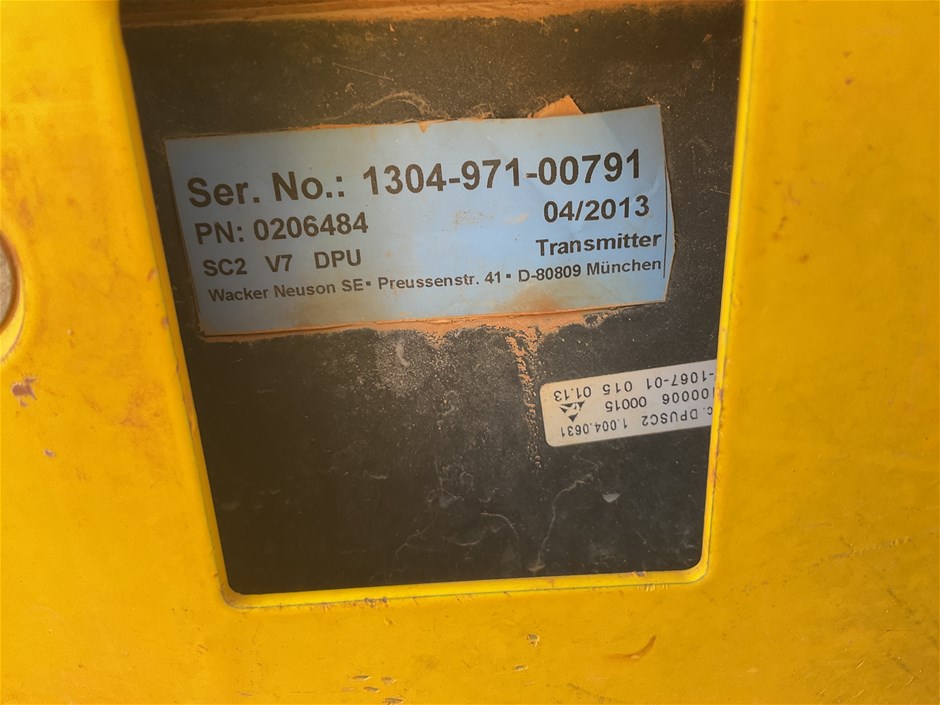 Ser. No.: 1304-971-00791
PN: 0206484 04/2013
SC2 V7 DPU Transmitter
Wacker Neuson SE▪ Preussenstr. 41▪ D-80809 München
C. DPUSC2 1.004.0631
00006 00015
-1067-01 015 01.13